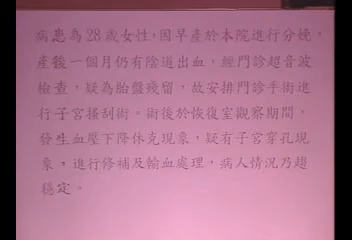 病患為28歲女性，因早產於本院進行分娩，
產後一個月仍有陰道出血，經門診超音波
檢查，疑為胎盤殘留，故安排門診手術進
行子宮搔刮術。術後於恢復室觀察期間，
發生血壓下降休克現象，疑有子宮穿孔現
象，進行修補及輸血處理，病人情況乃趨
穩定。